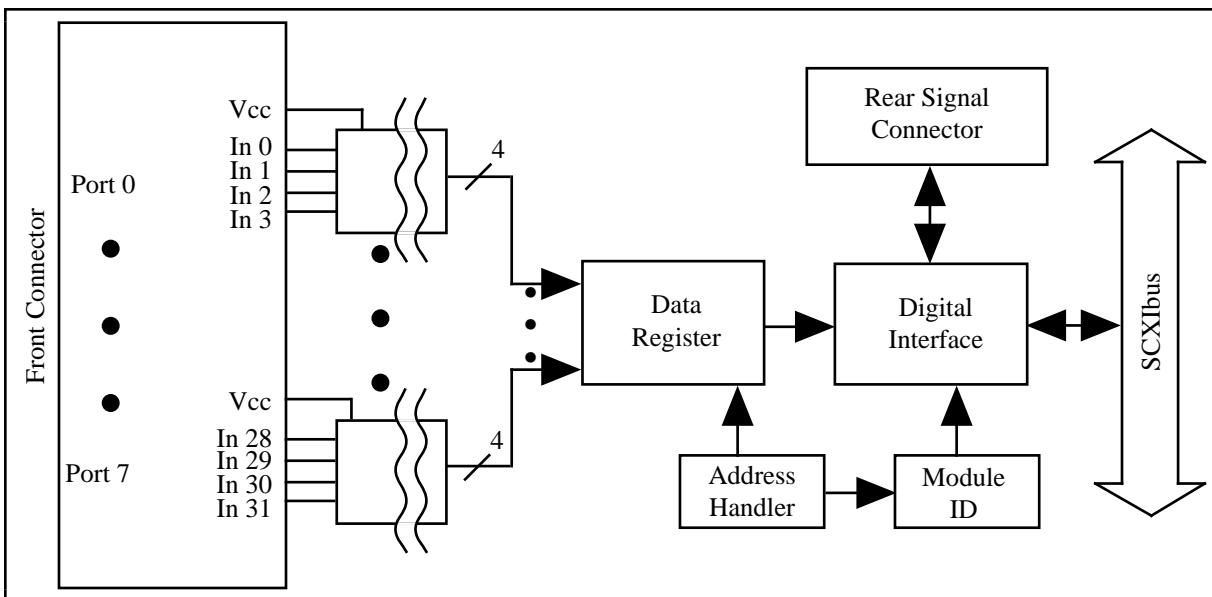 Front Connector
Port 0
Port 7
Vcc
In 0
In 1
In 2
In 3
Vcc
In 28
In 29
In 30
In 31
4
4
Data
Register
Rear Signal
Connector
Digital
Interface
Address
Handler
Module
ID
SCXIbus